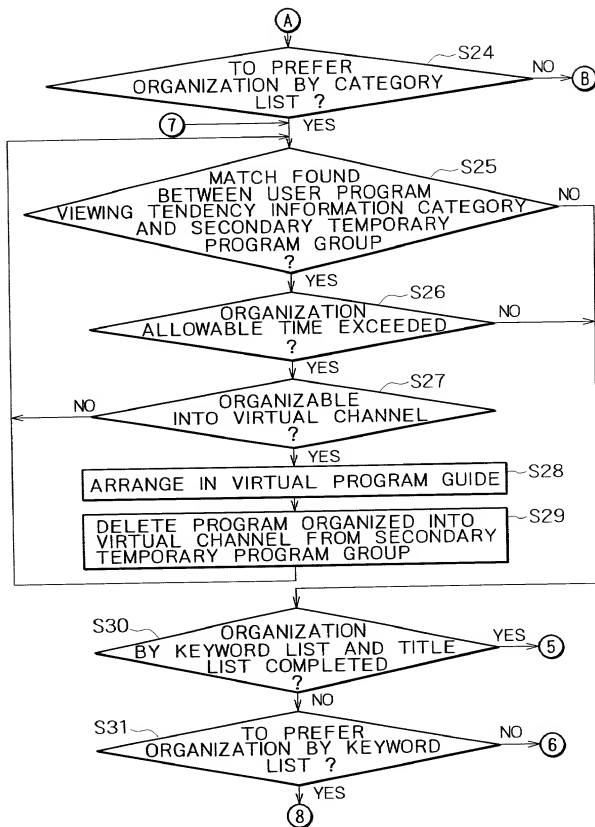 A
S24
TO PREFER
ORGANIZATION BY CATEGORY
LIST ?
NO
B
7
YES
S25
MATCH FOUND
BETWEEN USER PROGRAM
VIEWING TENDENCY INFORMATION CATEGORY
AND SECONDARY TEMPORARY
PROGRAM GROUP
?
NO
YES
S26
ORGANIZATION
ALLOWABLE TIME EXCEEDED
?
NO
YES
S27
ORGANIZABLE
INTO VIRTUAL CHANNEL
?
NO
YES
S28
ARRANGE IN VIRTUAL PROGRAM GUIDE
S29
DELETE PROGRAM ORGANIZED INTO
VIRTUAL CHANNEL FROM SECONDARY
TEMPORARY PROGRAM GROUP
S30
ORGANIZATION
BY KEYWORD LIST AND TITLE
LIST COMPLETED
?
YES
5
NO
S31
TO PREFER
ORGANIZATION BY KEYWORD
LIST ?
NO
6
YES
8